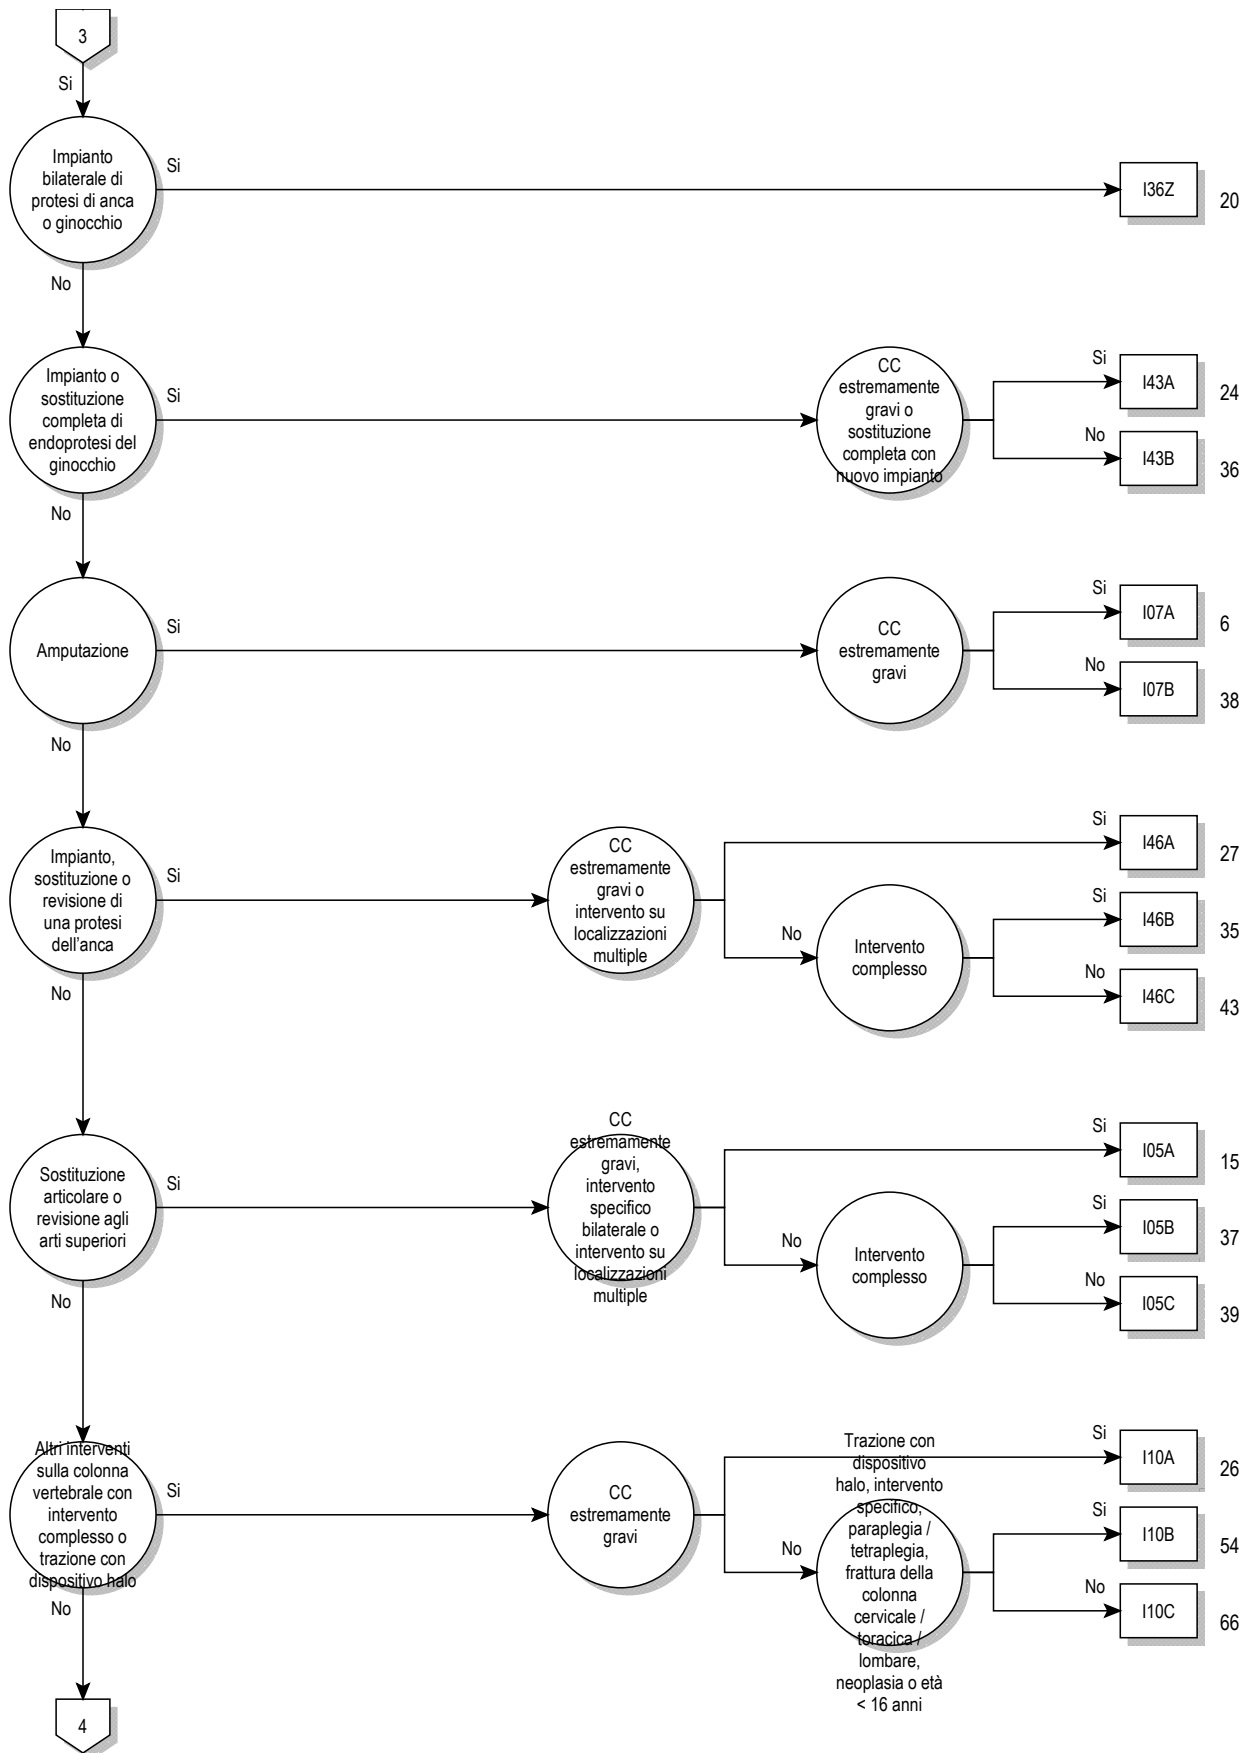 3
Si
Impianto
bilaterale di
protesi di anca
o ginocchio
Si
I36Z
20
No
Impianto o
sostituzione
completa di
endoprotesi del
ginocchio
Si
CC
estremamente
gravi o
sostituzione
completa con
nuovo impianto
Si
I43A
24
No
I43B
36
No
Amputazione
Si
CC
estremamente
gravi
Si
I07A
6
No
I07B
38
No
Impianto,
sostituzione o
revisione di
una protesi
dell'anca
Si
CC
estremamente
gravi o
intervento su
localizzazioni
multiple
Si
I46A
27
No
Intervento
complesso
Si
I46B
35
No
I46C
43
No
Sostituzione
articolare o
revisione agli
arti superiori
Si
CC
estremamente
gravi,
intervento
specifico
bilaterale o
intervento su
localizzazioni
multiple
Si
I05A
15
No
Intervento
complesso
Si
I05B
37
No
I05C
39
No
Altri interventi
sulla colonna
vertebrale con
intervento
complesso o
trazione con
dispositivo halo
Si
CC
estremamente
gravi
Si
I10A
26
No
Trazione con
dispositivo
halo, intervento
specifico,
paraplegia /
tetraplegia,
frattura della
colonna
cervicale /
toracica /
lombare,
neoplasia o età
< 16 anni
Si
I10B
54
No
I10C
66
No
4